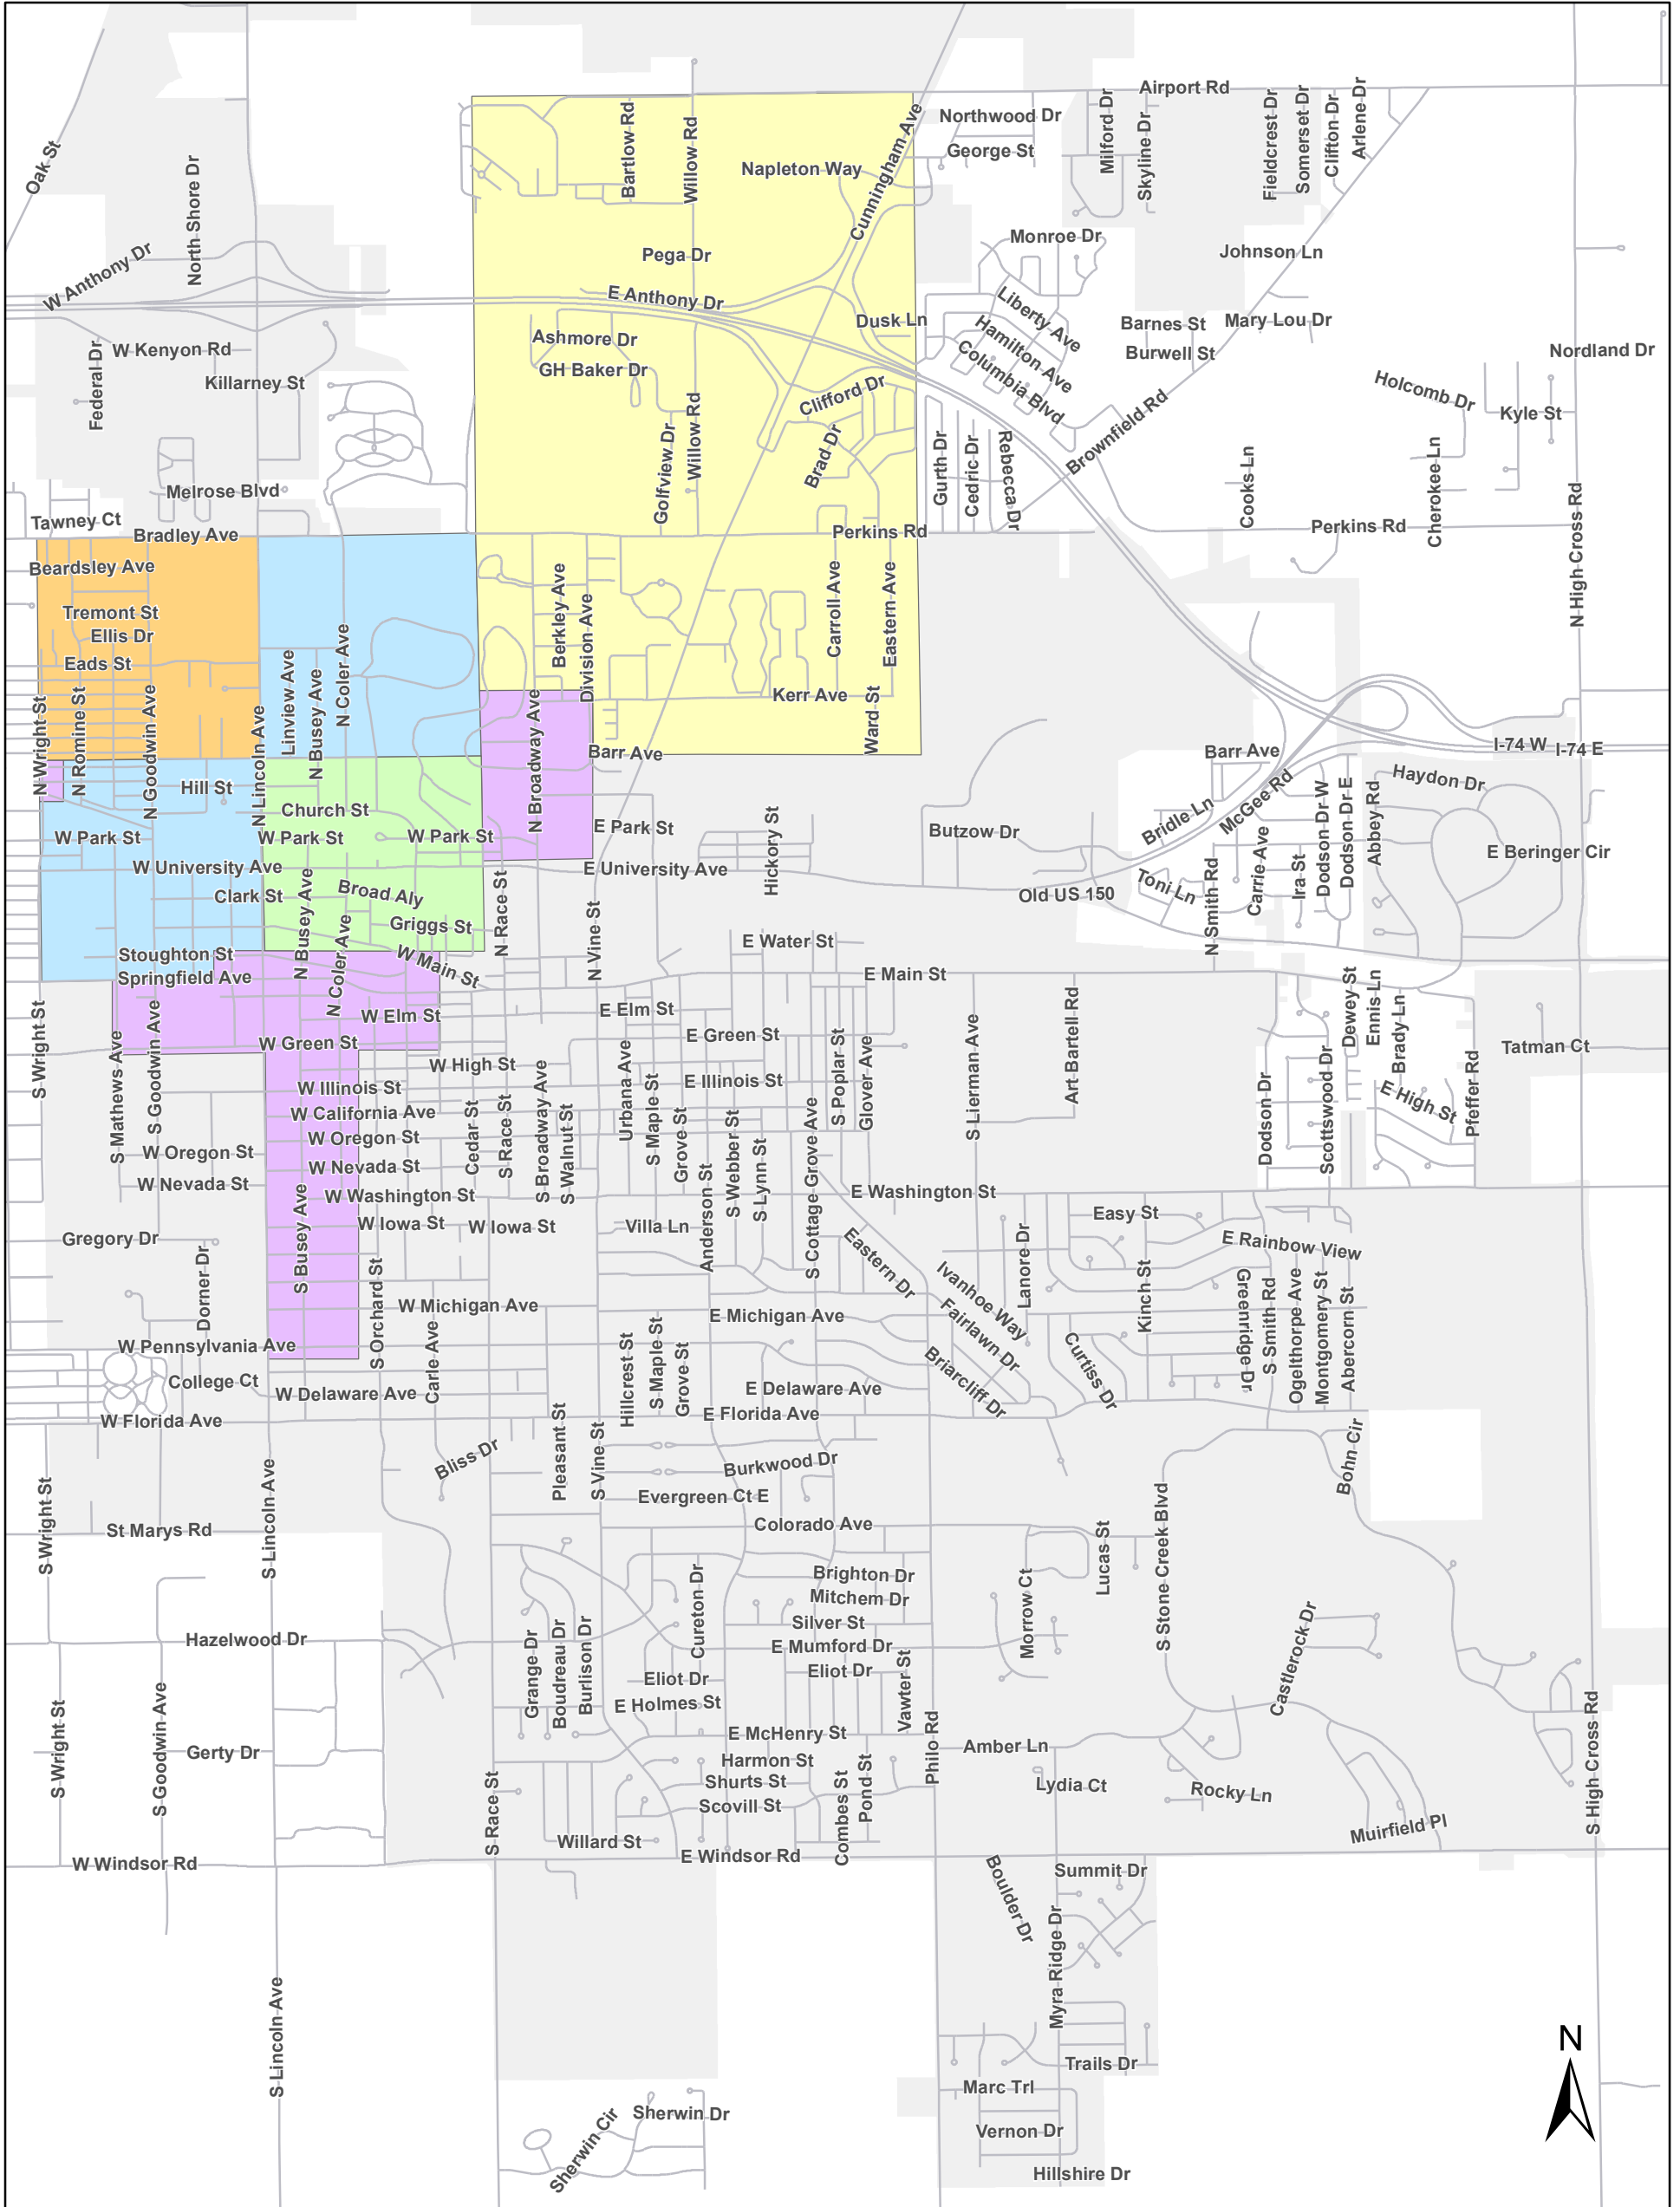 Airport Rd
Oak St
North Shore Dr
Bartlow Rd
Willow Rd
Napleton Way
Cunningham Ave
Northwood Dr
George St
Milford Dr
Skyline Dr
Fieldcrest Dr
Somerset Dr
Clifton Dr
Arlene Dr
W Anthony Dr
Pega Dr
Monroe Dr
Johnson Ln
E Anthony Dr
Liberty Ave
Dusk Ln
Hamilton Ave
Columbia Blvd
Barnes St
Mary Lou Dr
Burwell St
Ashmore Dr
GH Baker Dr
W Kenyon Rd
Federal Dr
Killarney St
Nordland Dr
Holcomb Dr
Kyle St
Clifford Dr
Brad Dr
Golfview Dr
Willow Rd
Gurth Dr
Cedric Dr
Rebecca Dr
Brownfield Rd
Cooks Ln
Cherokee Ln
N High Cross Rd
Melrose Blvd
Tawney Ct
Bradley Ave
Perkins Rd
Perkins Rd
Beardsley Ave
Tremont St
Ellis Dr
Eads St
Berkley Ave
Division Ave
Carroll Ave
Eastern Ave
N Wright St
N Romine St
N Goodwin Ave
N Lincoln Ave
Linview Ave
N Busey Ave
N Coler Ave
N Broadway Ave
Kerr Ave
Ward St
Barr Ave
Barr Ave
I-74 W
I-74 E
Hill St
Church St
W Park St
W Park St
W Park St
E Park St
Hickory St
Butzow Dr
Bridle Ln
McGee Rd
Haydon Dr
Dodson Dr W
Dodson Dr E
Abbey Rd
E Beringer Cir
W University Ave
E University Ave
Old US 150
Toni Ln
N Smith Rd
Carrie Ave
Ira St
Clark St
Broad Aly
Griggs St
N Busey Ave
N Coler Ave
N Race St
N Vine St
Stoughton St
Springfield Ave
W Main St
E Water St
E Main St
W Elm St
E Elm St
W Green St
E Green St
S Wright St
S Mathews Ave
S Goodwin Ave
W High St
W Illinois St
E Illinois St
W California Ave
W Oregon St
W Oregon St
W Nevada St
W Nevada St
W Washington St
E Washington St
Cedar St
S Race St
S Broadway Ave
S Walnut St
Urbana Ave
S Maple St
Grove St
Anderson St
S Webber St
S Lynn St
S Cottage Grove Ave
S Poplar St
Glover Ave
S Lierman Ave
Art Bartell Rd
Dewey St
Ennis Ln
Brady Ln
Dodson Dr
Scottswood Dr
E High St
Pfeffer Rd
Tatman Ct
Gregory Dr
Dorner Dr
S Busey Ave
W Iowa St
W Iowa St
Villa Ln
Eastern Dr
Easy St
E Rainbow View
Ivanhoe Way
Lanore Dr
Kinch St
Greenridge Dr
S Smith Rd
Ogelthorpe Ave
Montgomery St
Abercorn St
S Orchard St
W Michigan Ave
E Michigan Ave
Fairlawn Dr
Briarcliff Dr
Curtiss Dr
W Pennsylvania Ave
College Ct
W Delaware Ave
E Delaware Ave
Carle Ave
Hillcrest St
S Maple St
Grove St
W Florida Ave
E Florida Ave
Bliss Dr
Pleasant St
S Vine St
Burkwood Dr
Evergreen Ct E
Bohn Cir
S Wright St
S Lincoln Ave
St Marys Rd
Colorado Ave
Lucas St
S Stone Creek Blvd
Brighton Dr
Mitchem Dr
Silver St
Cureton Dr
Morrow Ct
Castlerock Dr
Hazelwood Dr
E Mumford Dr
Eliot Dr
Eliot Dr
Grange Dr
Boudreau Dr
Burlison Dr
E Holmes St
Vawter St
E McHenry St
Philo Rd
Amber Ln
S Wright St
S Goodwin Ave
Gerty Dr
Harmon St
Shurts St
Scovill St
Combes St
Pond St
Lydia Ct
Rocky Ln
Muirfield Pl
S High Cross Rd
S Race St
Willard St
W Windsor Rd
E Windsor Rd
Boulder Dr
Summit Dr
Myra Ridge Dr
S Lincoln Ave
N
Trails Dr
Marc Trl
Sherwin Cir
Sherwin Dr
Vernon Dr
Hillshire Dr